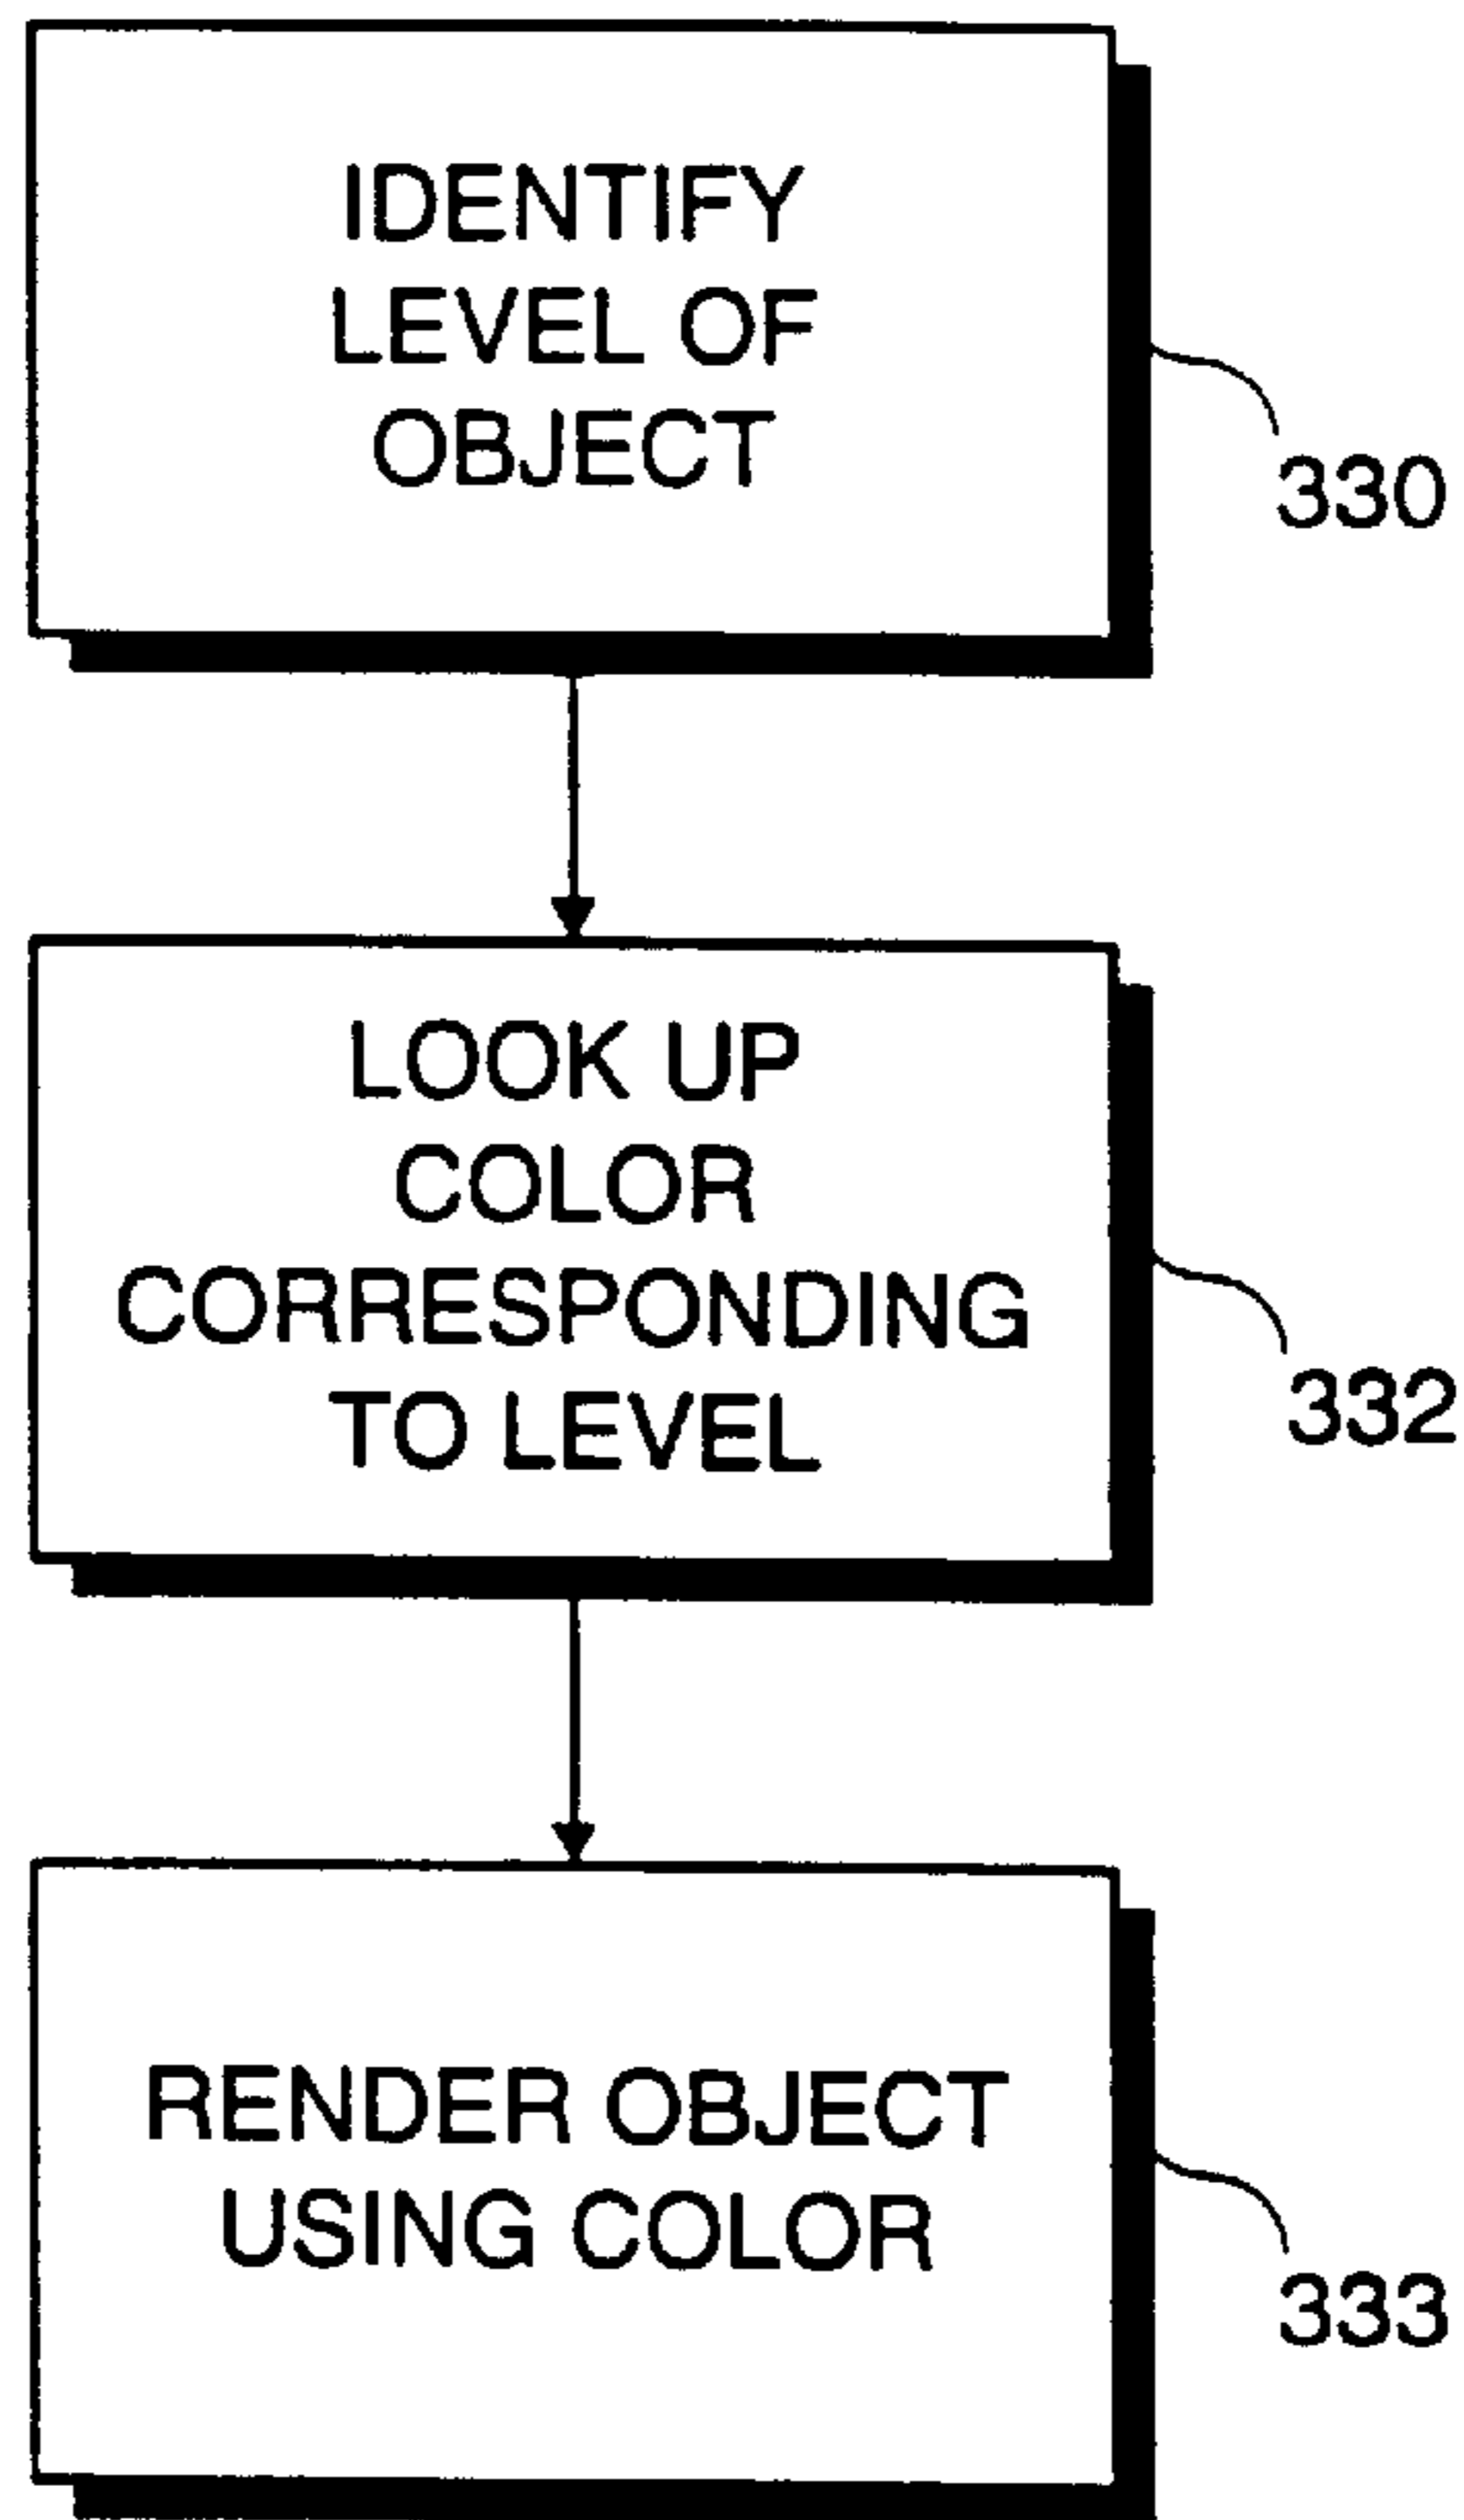 IDENTIFY
LEVEL OF
OBJECT
330
LOOK UP
COLOR
CORRESPONDING
TO LEVEL
332
RENDER OBJECT
USING COLOR
333